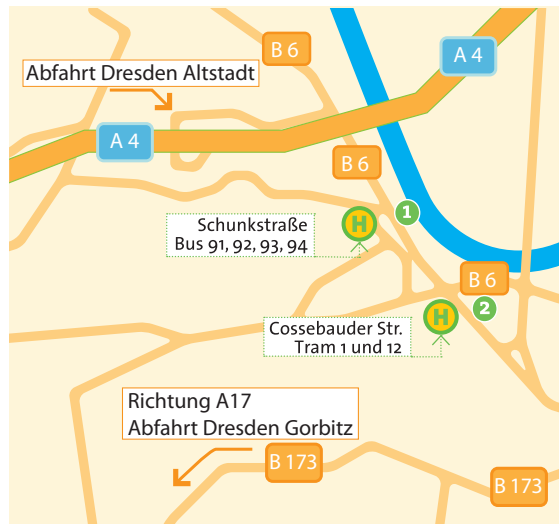 B 6
A 4
Abfahrt Dresden Altstadt
A 4
B 6
1
H
Schunkstraße
Bus 91, 92, 93, 94
B 6
2
H
Cossebauder Str.
Tram 1 und 12
Richtung A17
Abfahrt Dresden Gorbitz
B 173
B 173